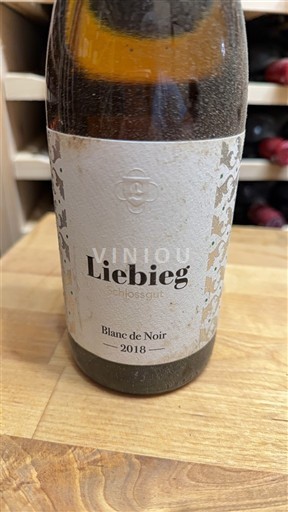 VINIOU
Liebieg
Schlossgut
Blanc de Noir
2018